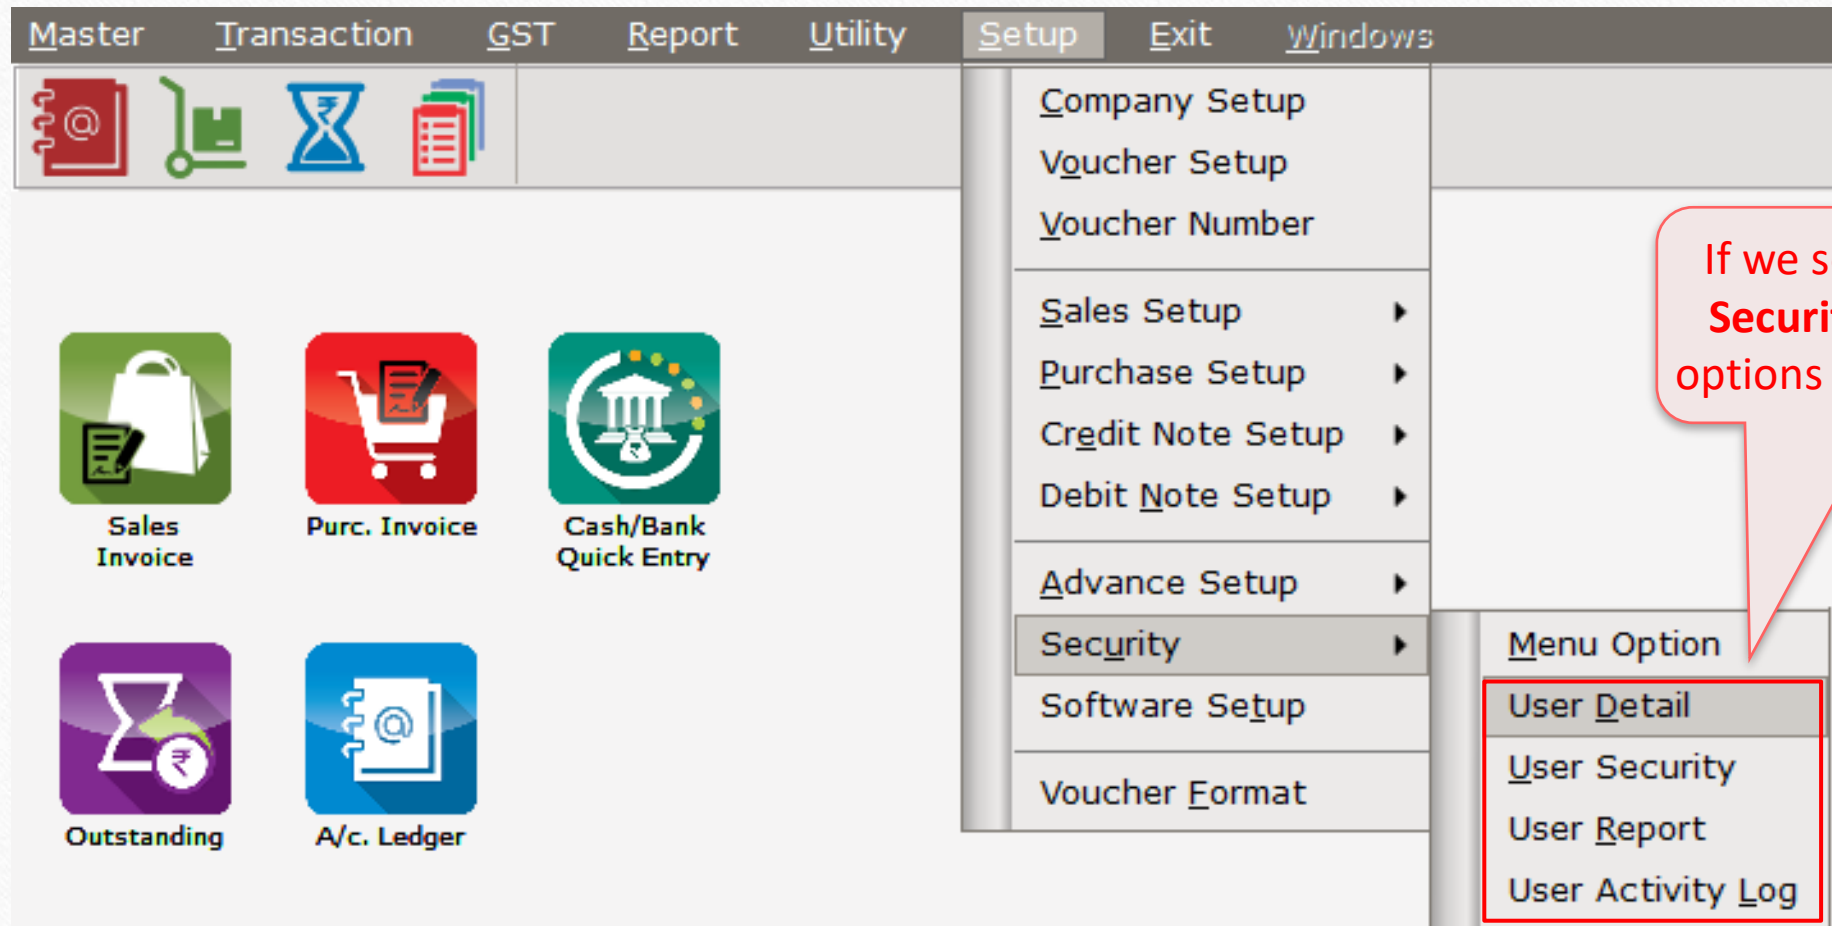 Master Transaction GST Report Utility Setup Exit Windows
Company Setup
Voucher Setup
Voucher Number
Sales Setup
Purchase Setup
Credit Note Setup
Debit Note Setup
Advance Setup
Security
Software Setup
Voucher Format
Menu Option
User Detail
User Security
User Report
User Activity Log
If we
options
Sales
Invoice
Purc. Invoice
Cash/Bank
Quick Entry
Outstanding
A/c. Ledger